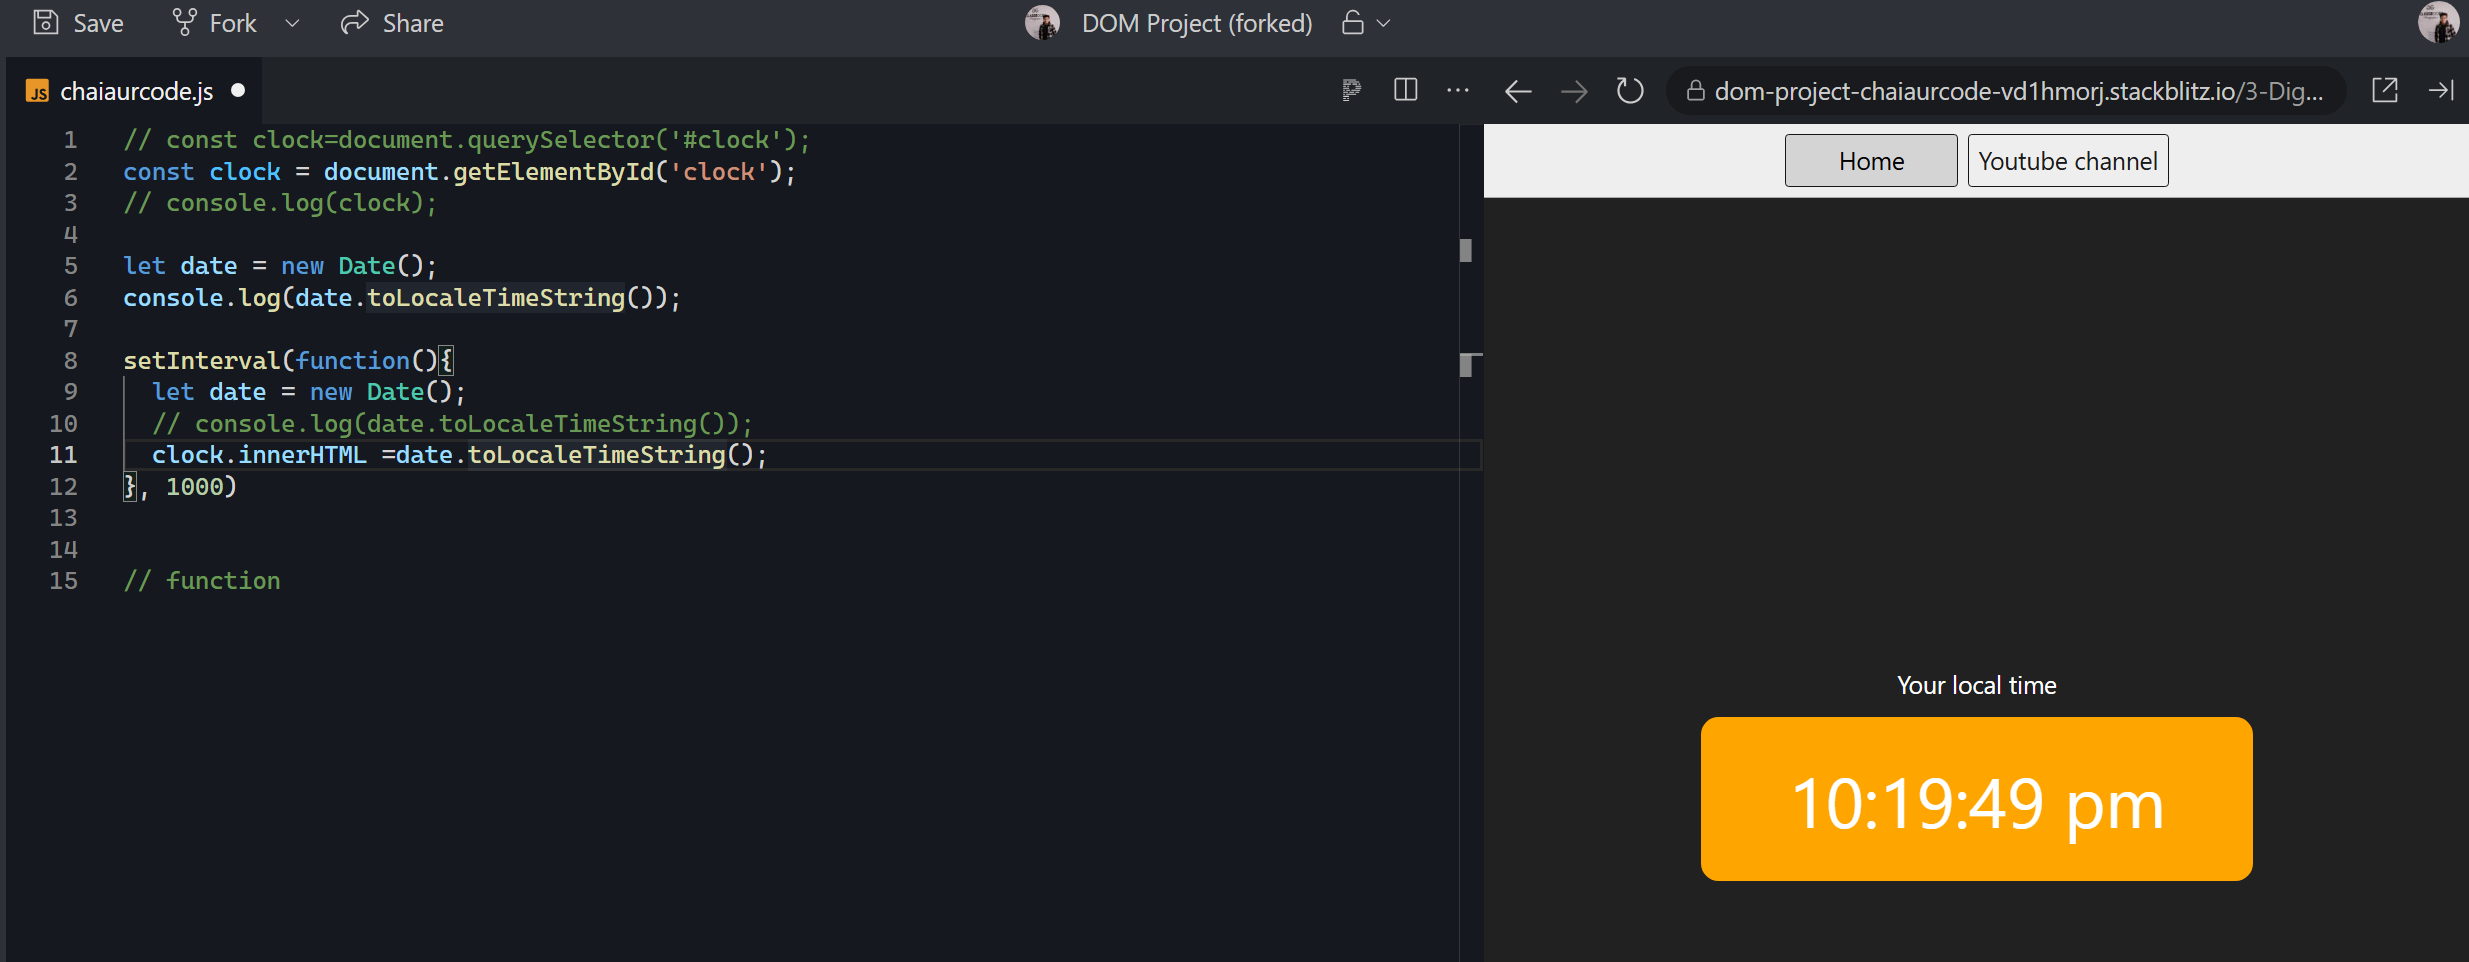 Save Fork Share DOM Project (forked)
JS chaiaurcode.js dom-project-chaiaurcode-vd1hmorj.stackblitz.io/3-Dig...
1 // const clock=document.querySelector('#clock');
2 const clock = document.getElementById('clock');
3 // console.log(clock);
4
5 let date = new Date();
6 console.log(date.toLocaleTimeString());
7
8 setInterval(function(){
9   let date = new Date();
10   // console.log(date.toLocaleTimeString());
11   clock.innerHTML =date.toLocaleTimeString();
12 }, 1000)
13
14
15 // function
Home Youtube channel
Your local time
10:19:49 pm